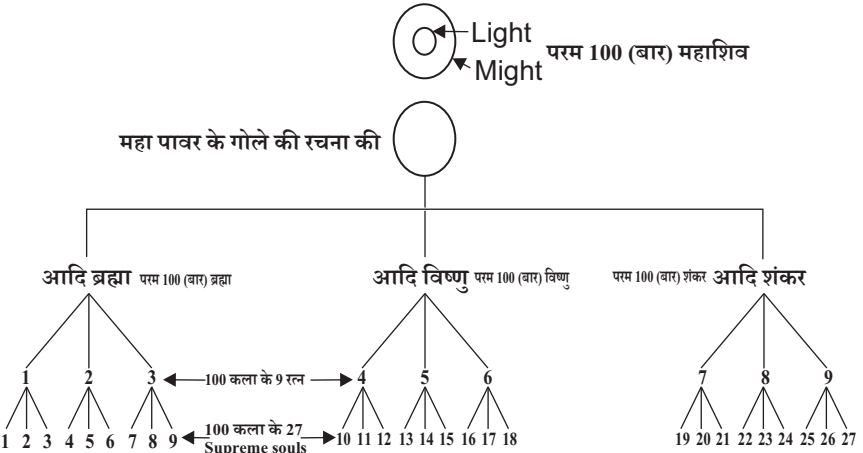 Light
Might
परम 100 (बार) महाशिव
महा पावर के गोले की रचना की
आदि ब्रह्मा परम 100 (बार) ब्रह्मा
आदि विष्णु परम 100 (बार) विष्णु
परम 100 (बार) शंकर आदि शंकर
1 2 3 100 कला के 9 रत्न 4 5 6 7 8 9
1 2 3 4 5 6 7 8 9 100 कला के 27 10 11 12 13 14 15 16 17 18 19 20 21 22 23 24 25 26 27
Supreme souls